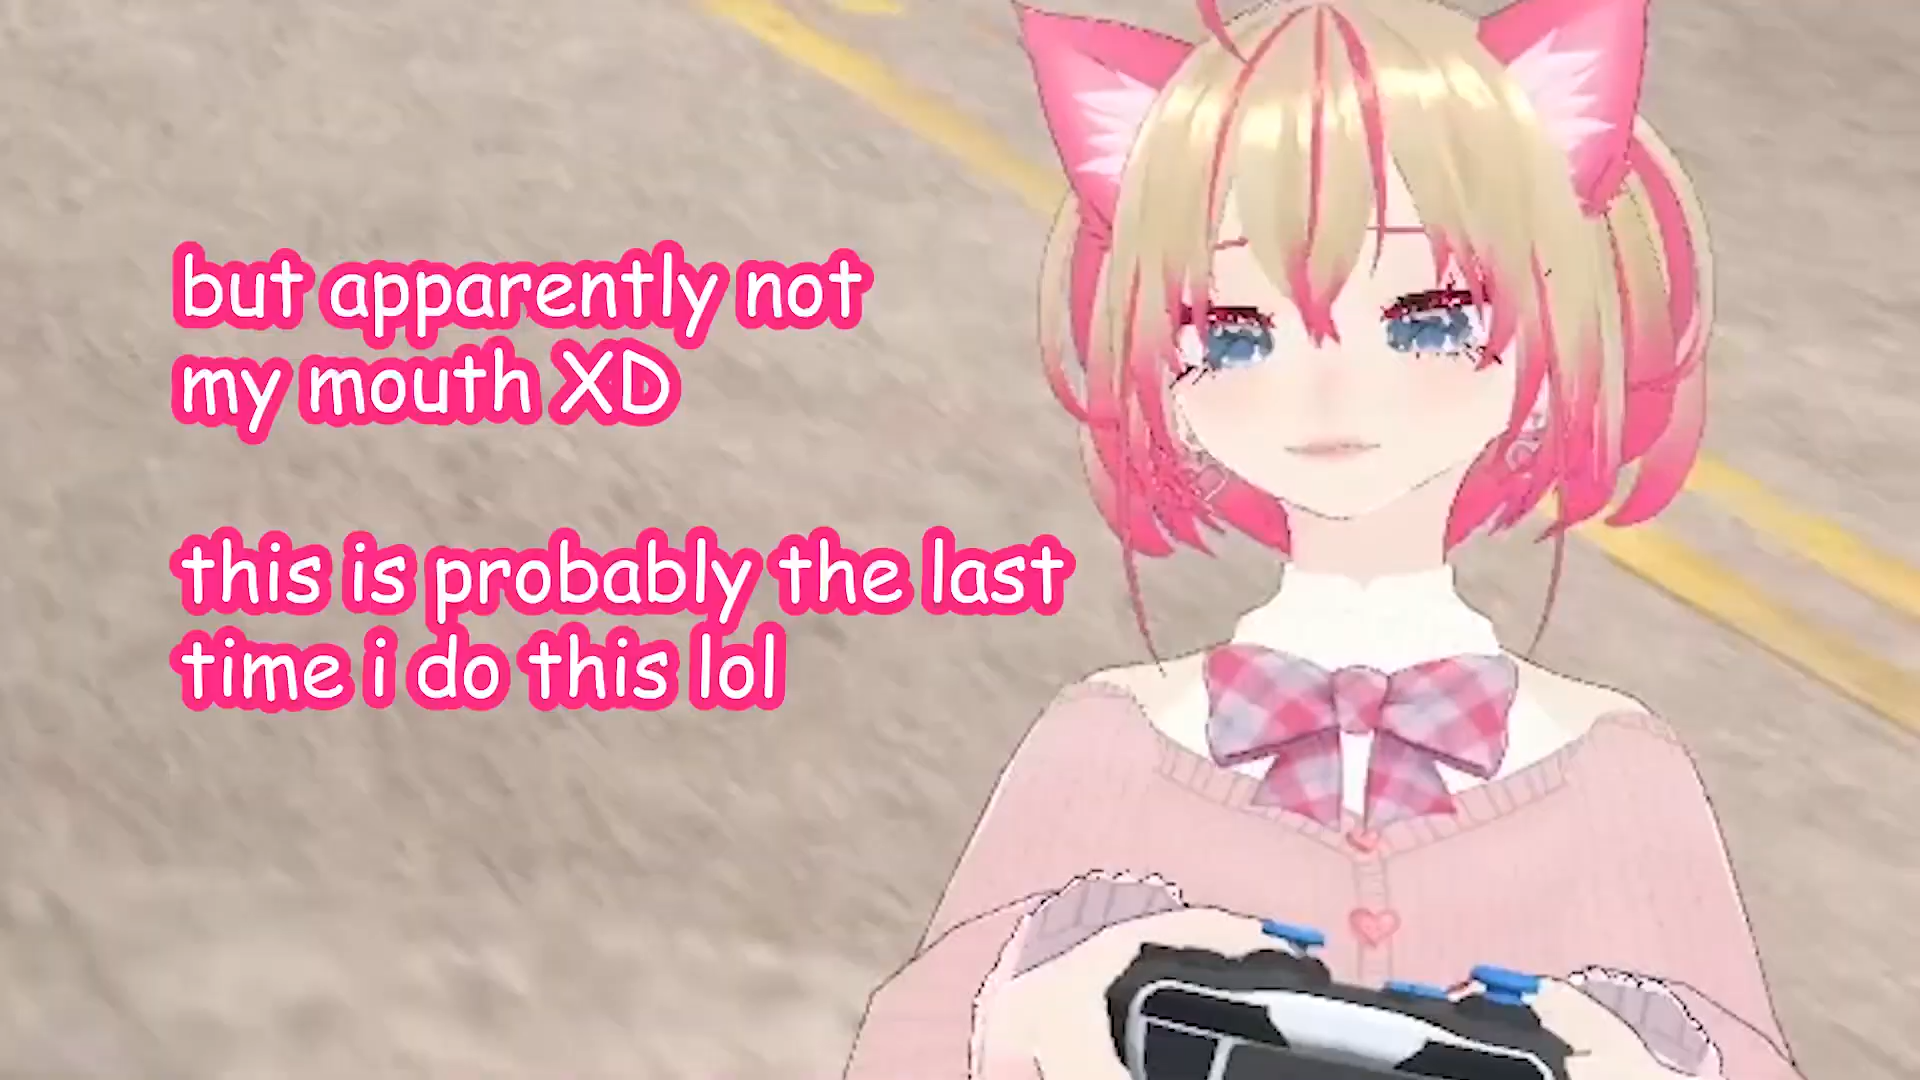 but apparently not
my mouth XD
this is probably the last
time i do this lol